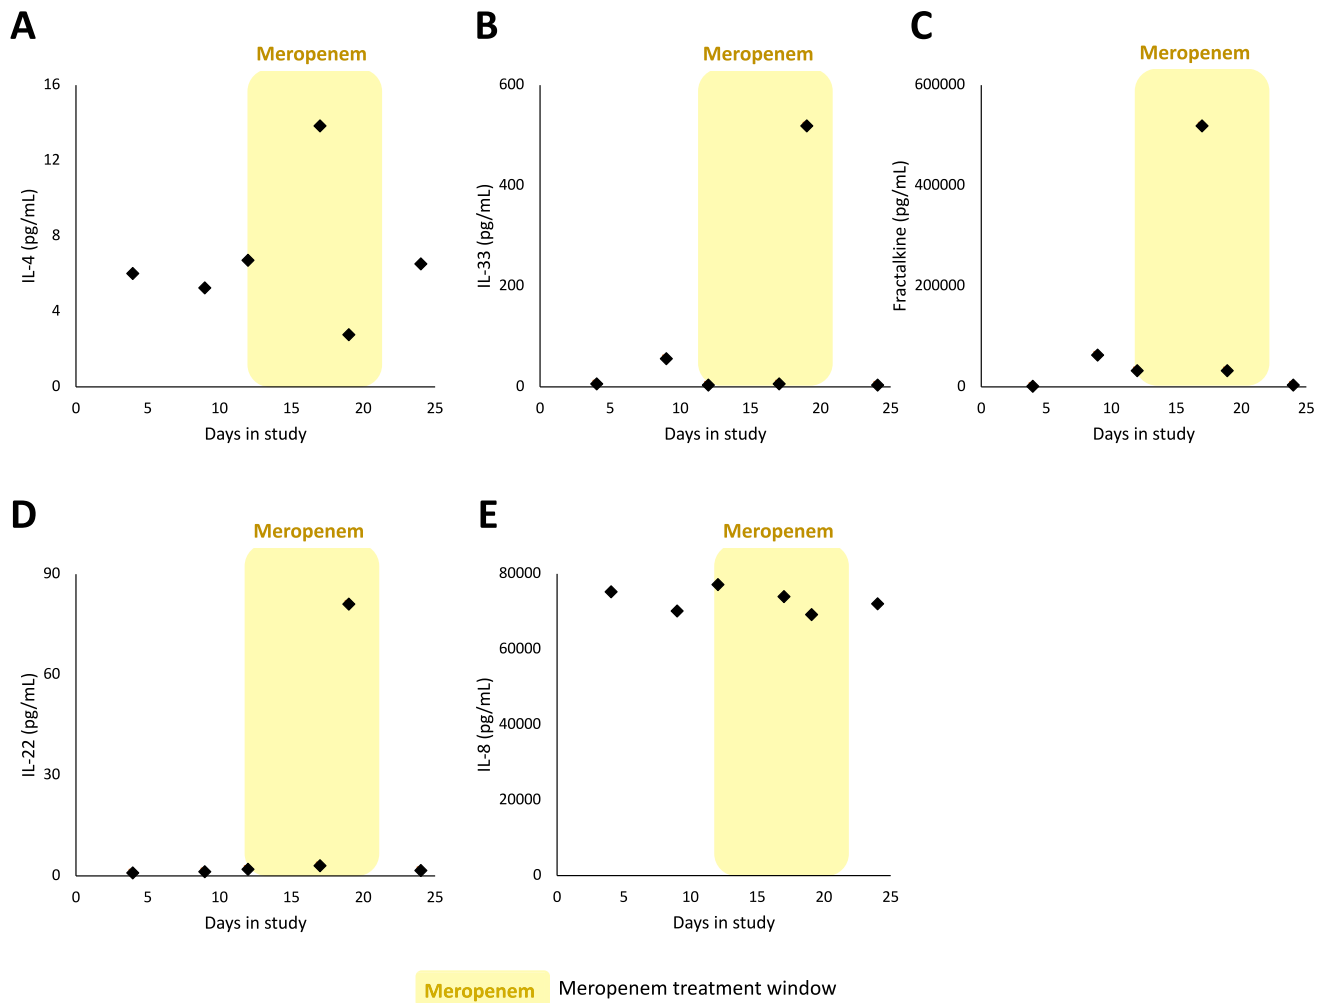 A
Meropenem
16
12
8
4
0
IL-4 (pg/mL)
0 5 10 15 20 25
Days in study
B
Meropenem
600
400
200
0
IL-33 (pg/mL)
0 5 10 15 20 25
Days in study
C
Meropenem
600000
400000
200000
0
Fractalkine (pg/mL)
0 5 10 15 20 25
Days in study
D
Meropenem
90
60
30
0
IL-22 (pg/mL)
0 5 10 15 20 25
Days in study
E
Meropenem
80000
60000
40000
20000
0
IL-8 (pg/mL)
0 5 10 15 20 25
Days in study
Meropenem Meropenem treatment window